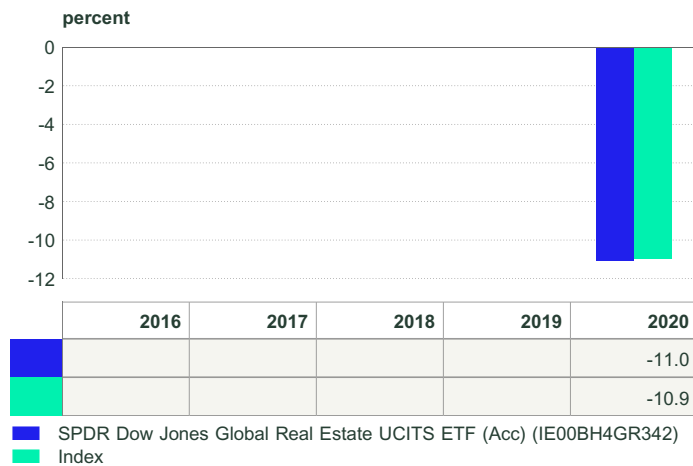 percent
0
-2
-4
-6
-8
-10
-12
2016 2017 2018 2019 2020
-11.0
-10.9
SPDR Dow Jones Global Real Estate UCITS ETF (Acc) (IE00BH4GR342)
Index